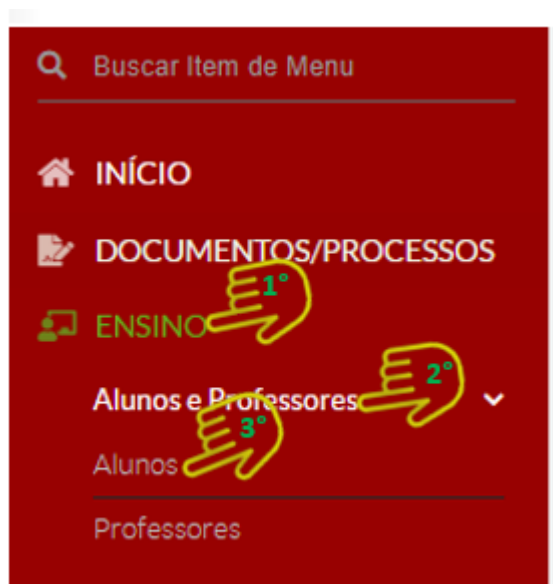 Buscar Item de Menu
INÍCIO
DOCUMENTOS/PROCESSOS
1°
ENSINO
2°
Alunos e Professores
3°
Alunos
Professores